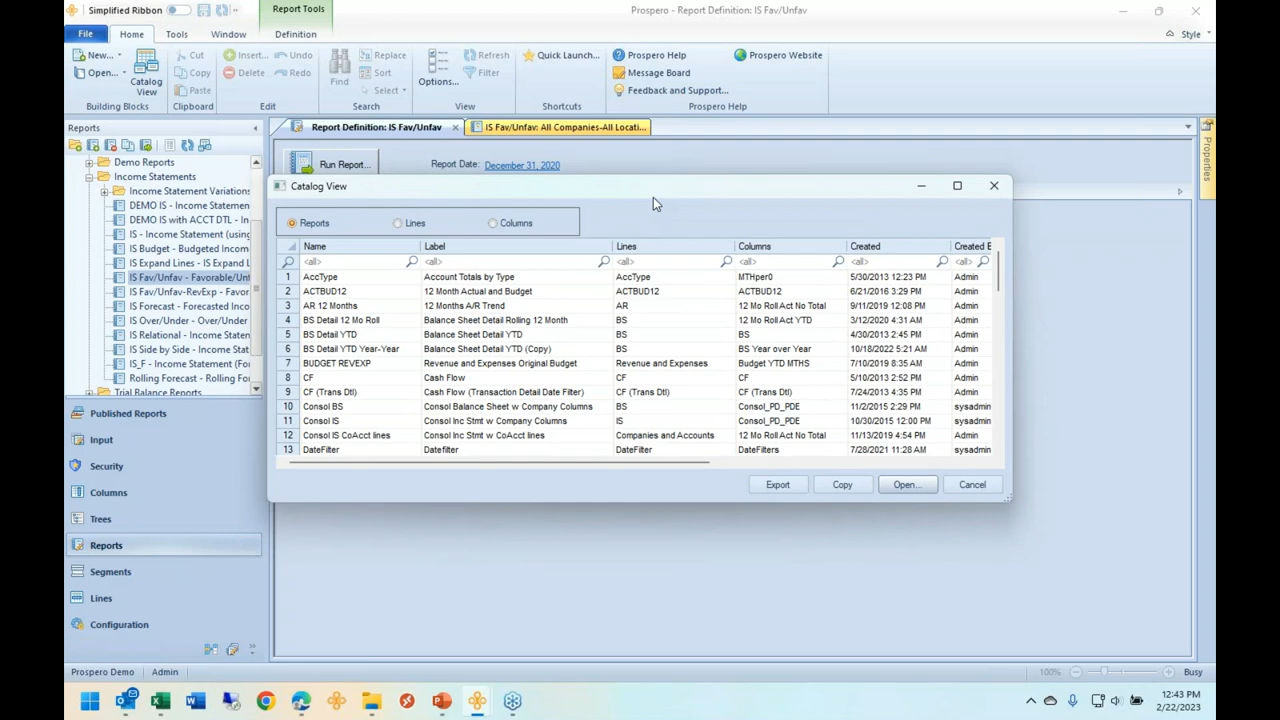 Simplified Ribbon
Report Tools
Prospero - Report Definition: IS Fav/Unfav
File Home Tools Window Definition Style
New... Cut Insert... Undo Replace Refresh Quick Launch... Prospero Help Prospero Website
Open... Copy Delete Redo Sort Filter Message Board
Catalog View Paste Find Select Options... Feedback and Support...
Building Blocks Clipboard Edit Search View Shortcuts Prospero Help
Reports
Report Definition: IS Fav/Unfav
IS Fav/Unfav: All Companies-All Locati...
Properties
Run Report...
Report Date: December 31, 2020
Demo Reports
Income Statements
Income Statement Variations
DEMO IS - Income Statement
DEMO IS with ACCT DTL - In
IS - Income Statement (using
IS Budget - Budgeted Income
IS Expand Lines - IS Expand L
IS Fav/Unfav - Favorable/Unf
IS Fav/Unfav-RevExp - Favor
IS Forecast - Forecasted Inco
IS Over/Under - Over/Under
IS Relational - Income Staten
IS Side by Side - Income Stat
IS_F - Income Statement (For
Rolling Forecast - Rolling For
Trial Balance Reports
Published Reports
Input
Security
Columns
Trees
Reports
Segments
Lines
Configuration
Catalog View
Reports Lines Columns
Name Label Lines Columns Created Created B
<all> <all> <all> <all> <all> <all>
1 AccType Account Totals by Type AccType MTHper0 5/30/2013 12:23 PM Admin
2 ACTBUD12 12 Month Actual and Budget ACTBUD12 ACTBUD12 6/21/2016 3:29 PM Admin
3 AR 12 Months 12 Months A/R Trend AR 12 Mo Roll Act No Total 9/11/2019 12:08 PM Admin
4 BS Detail 12 Mo Roll Balance Sheet Detail Rolling 12 Month BS 12 Mo Roll Act YTD 3/12/2020 4:31 AM Admin
5 BS Detail YTD Balance Sheet Detail YTD BS BS 4/30/2013 2:45 PM Admin
6 BS Detail YTD Year-Year Balance Sheet Detail YTD (Copy) BS BS Year over Year 10/18/2022 5:21 AM Admin
7 BUDGET REVEXP Revenue and Expenses Original Budget Revenue and Expenses Budget YTD MTHS 7/10/2019 8:35 AM Admin
8 CF Cash Flow CF CF 5/10/2013 2:52 PM Admin
9 CF (Trans Dtl) Cash Flow (Transaction Detail Date Filter) CF (Trans Dtl) CF (Trans Dtl) 7/24/2013 4:35 PM Admin
10 Consol BS Consol Balance Sheet w Company Columns BS Consol_PD_PDE 11/2/2015 2:29 PM sysadmin
11 Consol IS Consol Inc Stmt w Company Columns IS Consol_PD_PDE 10/30/2015 12:00 PM sysadmin
12 Consol IS CoAcct lines Consol Inc Stmt w CoAcct lines Companies and Accounts 12 Mo Roll Act No Total 11/13/2019 4:54 PM Admin
13 DateFilter Datefilter DateFilter DateFilters 7/28/2021 11:28 AM sysadmin
Export Copy Open... Cancel
Prospero Demo Admin 100% Busy
12:43 PM
2/22/2023